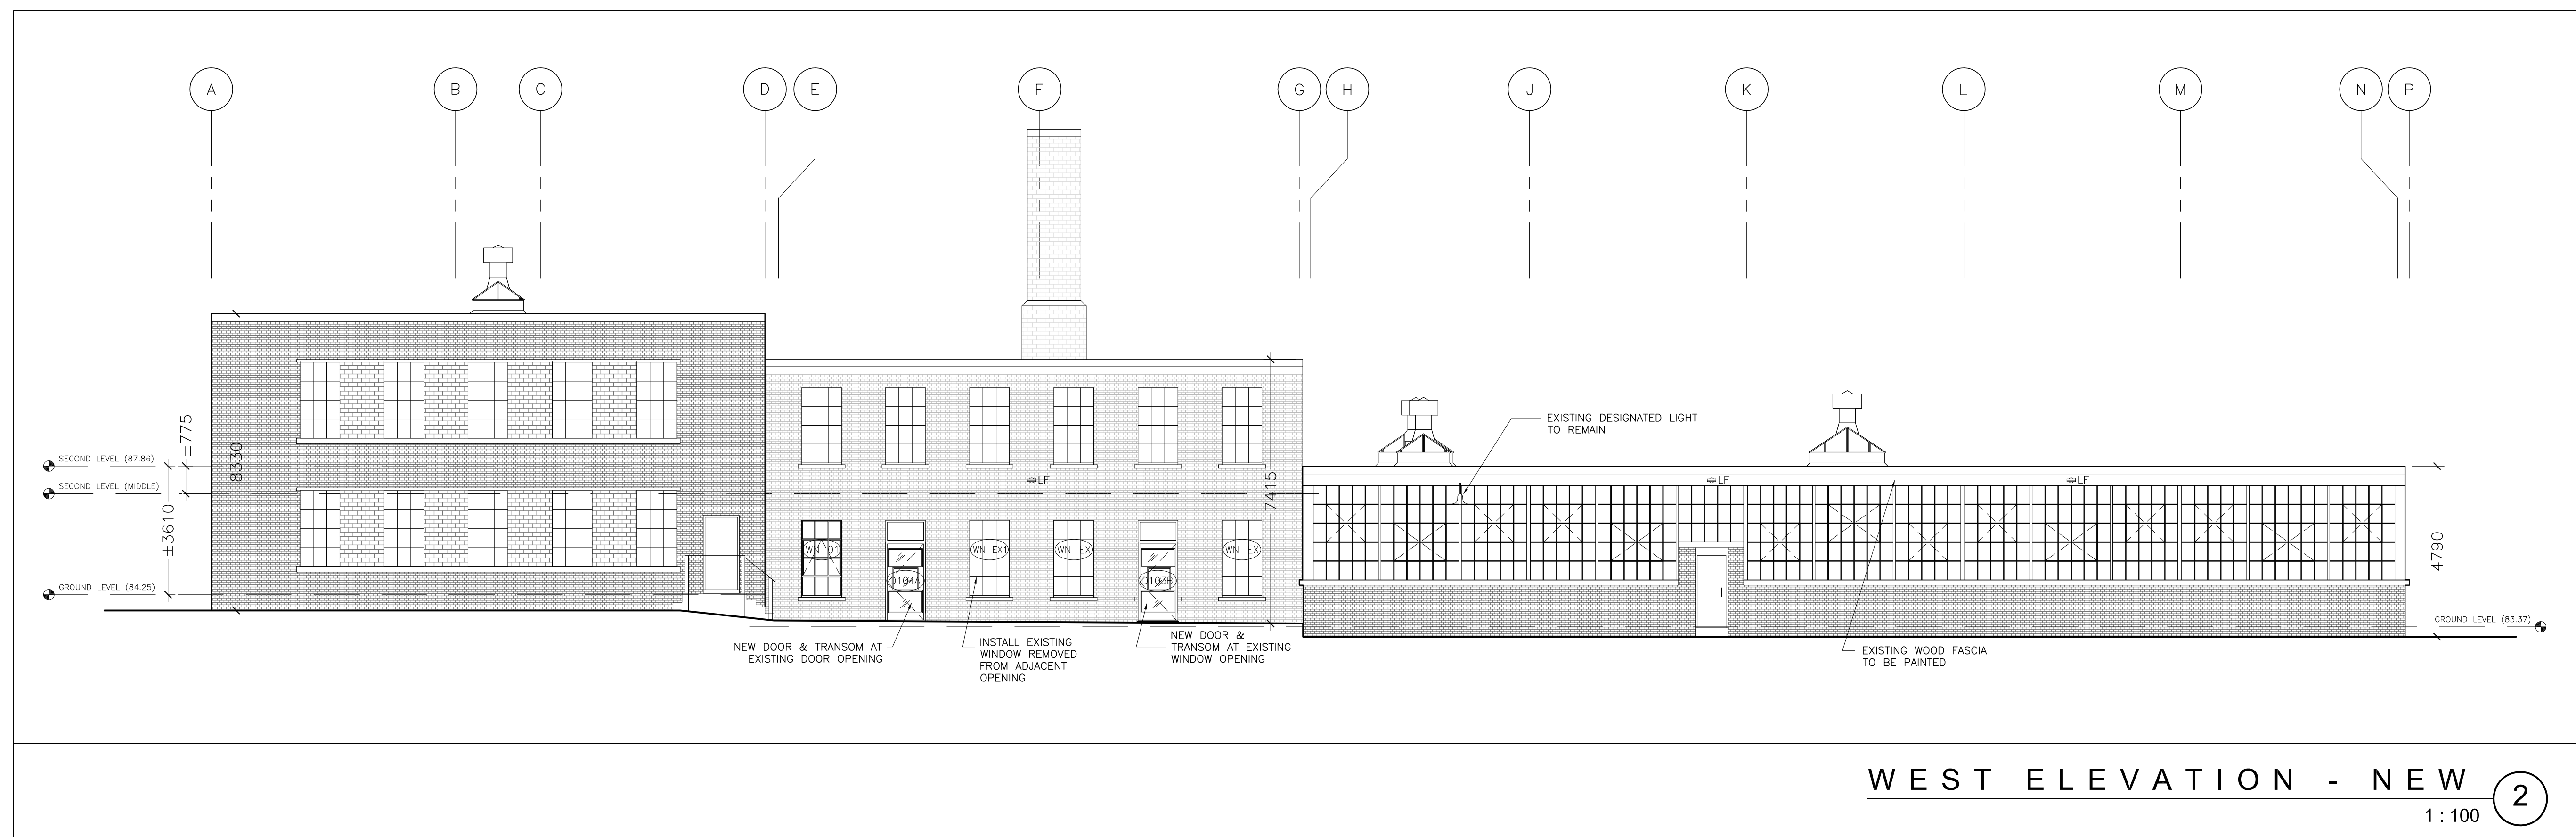 A
B
C
D
E
F
G
H
J
K
L
M
N
P
EXISTING DESIGNATED LIGHT
TO REMAIN
±775
8330
7415
±3610
4790
SECOND LEVEL (87.86)
SECOND LEVEL (MIDDLE)
GROUND LEVEL (84.25)
GROUND LEVEL (83.37)
LF
LF
LF
WN-01
D104A
WN-EX1
WN-EX
D103B
WN-EX
NEW DOOR & TRANSOM AT
EXISTING DOOR OPENING
INSTALL EXISTING
WINDOW REMOVED
FROM ADJACENT
OPENING
NEW DOOR &
TRANSOM AT EXISTING
WINDOW OPENING
EXISTING WOOD FASCIA
TO BE PAINTED
WEST ELEVATION - NEW
2
1 : 100